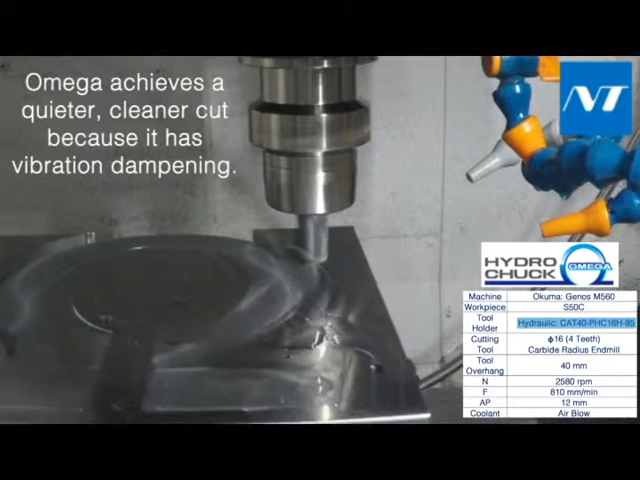 Omega achieves a
quieter, cleaner cut
because it has
vibration dampening.
NT
HYDRO
CHUCK
OMEGA
Machine Okuma: Genos M560
Workpiece S50C
Tool Holder Hydraulic: CAT40-PHC16H-85
Cutting Tool ϕ16 (4 Teeth) Carbide Radius Endmill
Tool Overhang 40 mm
N 2580 rpm
F 810 mm/min
AP 12 mm
Coolant Air Blow